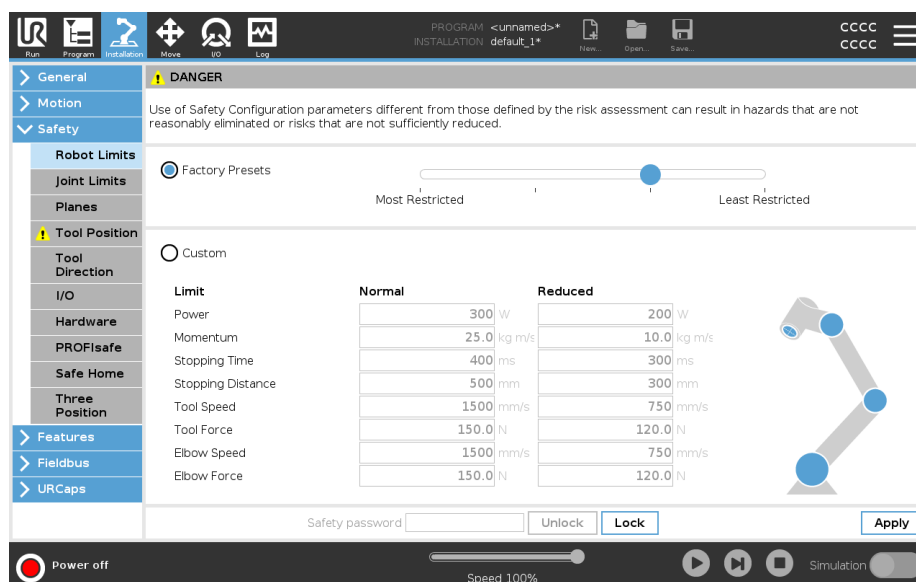 PROGRAM <unnamed>*
INSTALLATION default_1*
Run Program Installation Move I/O Log New... Open... Save...
cccc
cccc
General
Motion
Safety
Robot Limits
Joint Limits
Planes
Tool Position
Tool
Direction
I/O
Hardware
PROFIsafe
Safe Home
Three
Position
Features
Fieldbus
URCaps
DANGER
Use of Safety Configuration parameters different from those defined by the risk assessment can result in hazards that are not
reasonably eliminated or risks that are not sufficiently reduced.
Factory Presets
Most Restricted Least Restricted
Custom
Limit Normal Reduced
Power 300 W 200 W
Momentum 25.0 kg m/s 10.0 kg m/s
Stopping Time 400 ms 300 ms
Stopping Distance 500 mm 300 mm
Tool Speed 1500 mm/s 750 mm/s
Tool Force 150.0 N 120.0 N
Elbow Speed 1500 mm/s 750 mm/s
Elbow Force 150.0 N 120.0 N
Safety password Unlock Lock Apply
Power off Speed 100% Simulation